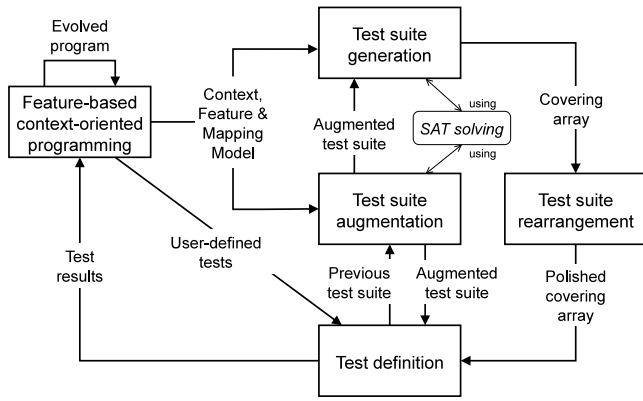 Evolved
program
Feature-based
context-oriented
programming
Context,
Feature &
Mapping
Model
Test suite
generation
using
SAT solving
using
Augmented
test suite
Covering
array
Test suite
augmentation
Test suite
rearrangement
Test
results
User-defined
tests
Previous
test suite
Augmented
test suite
Polished
covering
array
Test definition